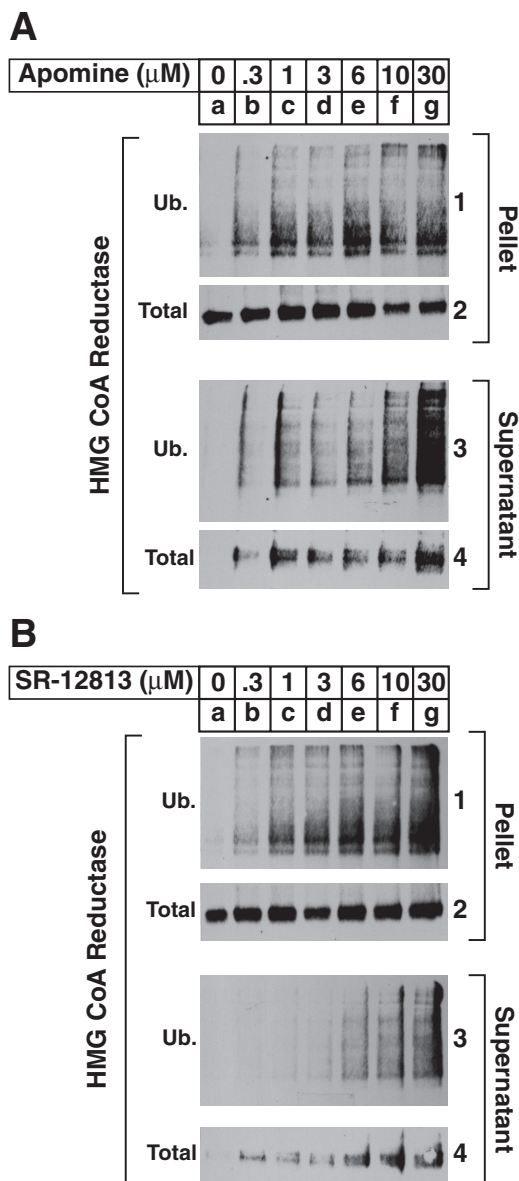 A
Apomine (µM) 0 .3 1 3 6 10 30
a b c d e f g
HMG CoA Reductase
Ub. 1
Total 2
Pellet
Ub. 3
Total 4
Supernatant
B
SR-12813 (µM) 0 .3 1 3 6 10 30
a b c d e f g
HMG CoA Reductase
Ub. 1
Total 2
Pellet
Ub. 3
Total 4
Supernatant